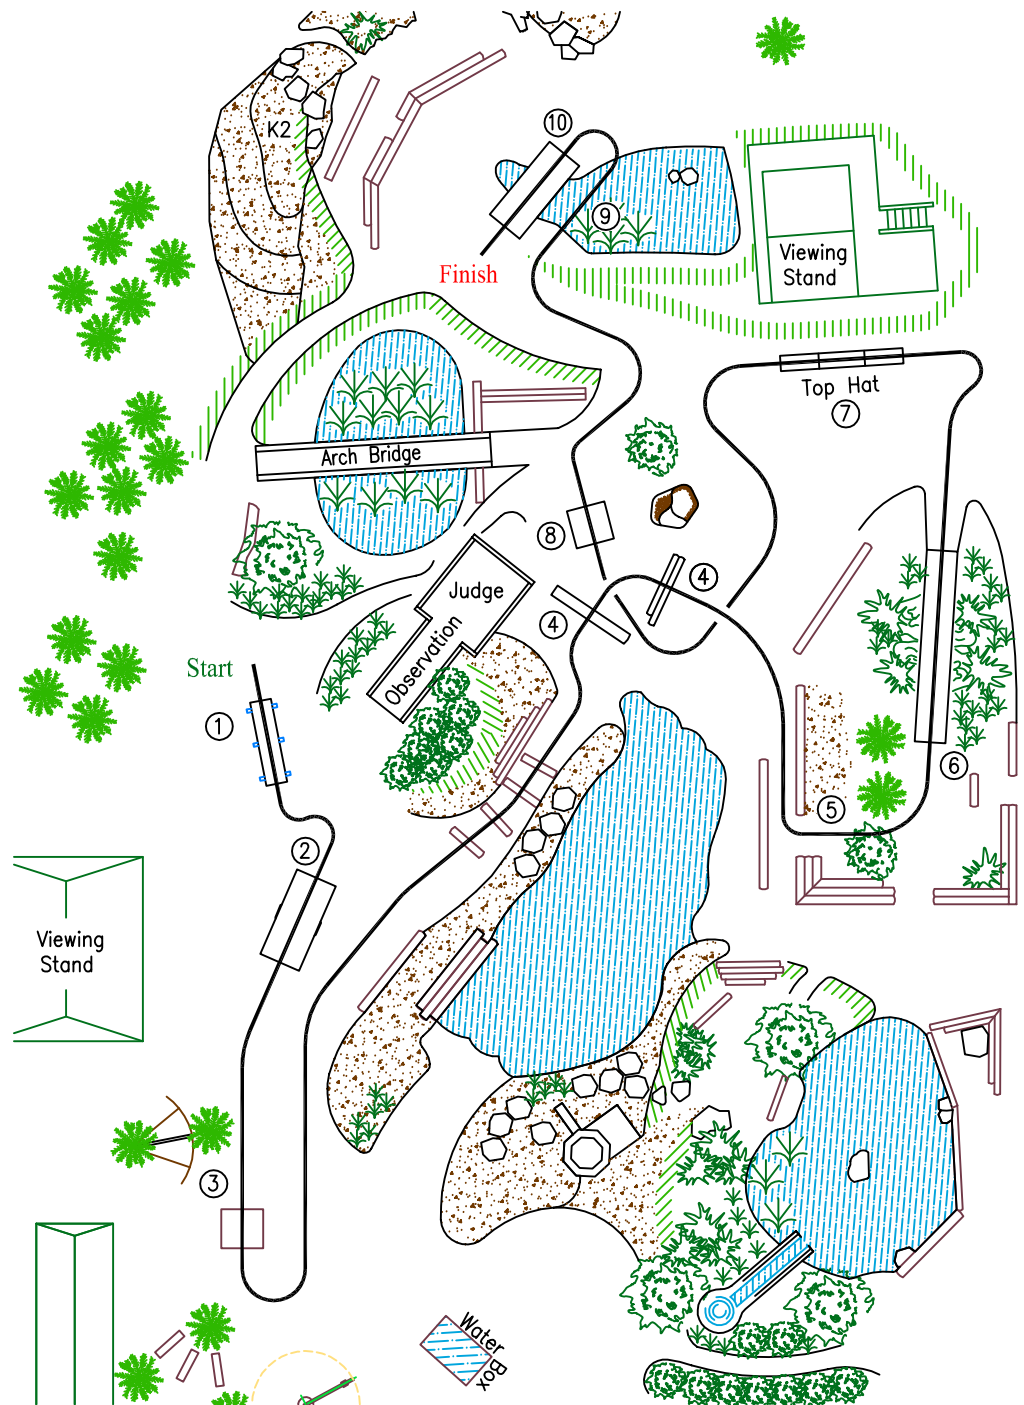 10
K2
9
Viewing
Stand
Finish
Top Hat
7
Arch Bridge
8
4
Judge
4
Observation
Start
1
6
5
2
Viewing
Stand
3
Water
Box